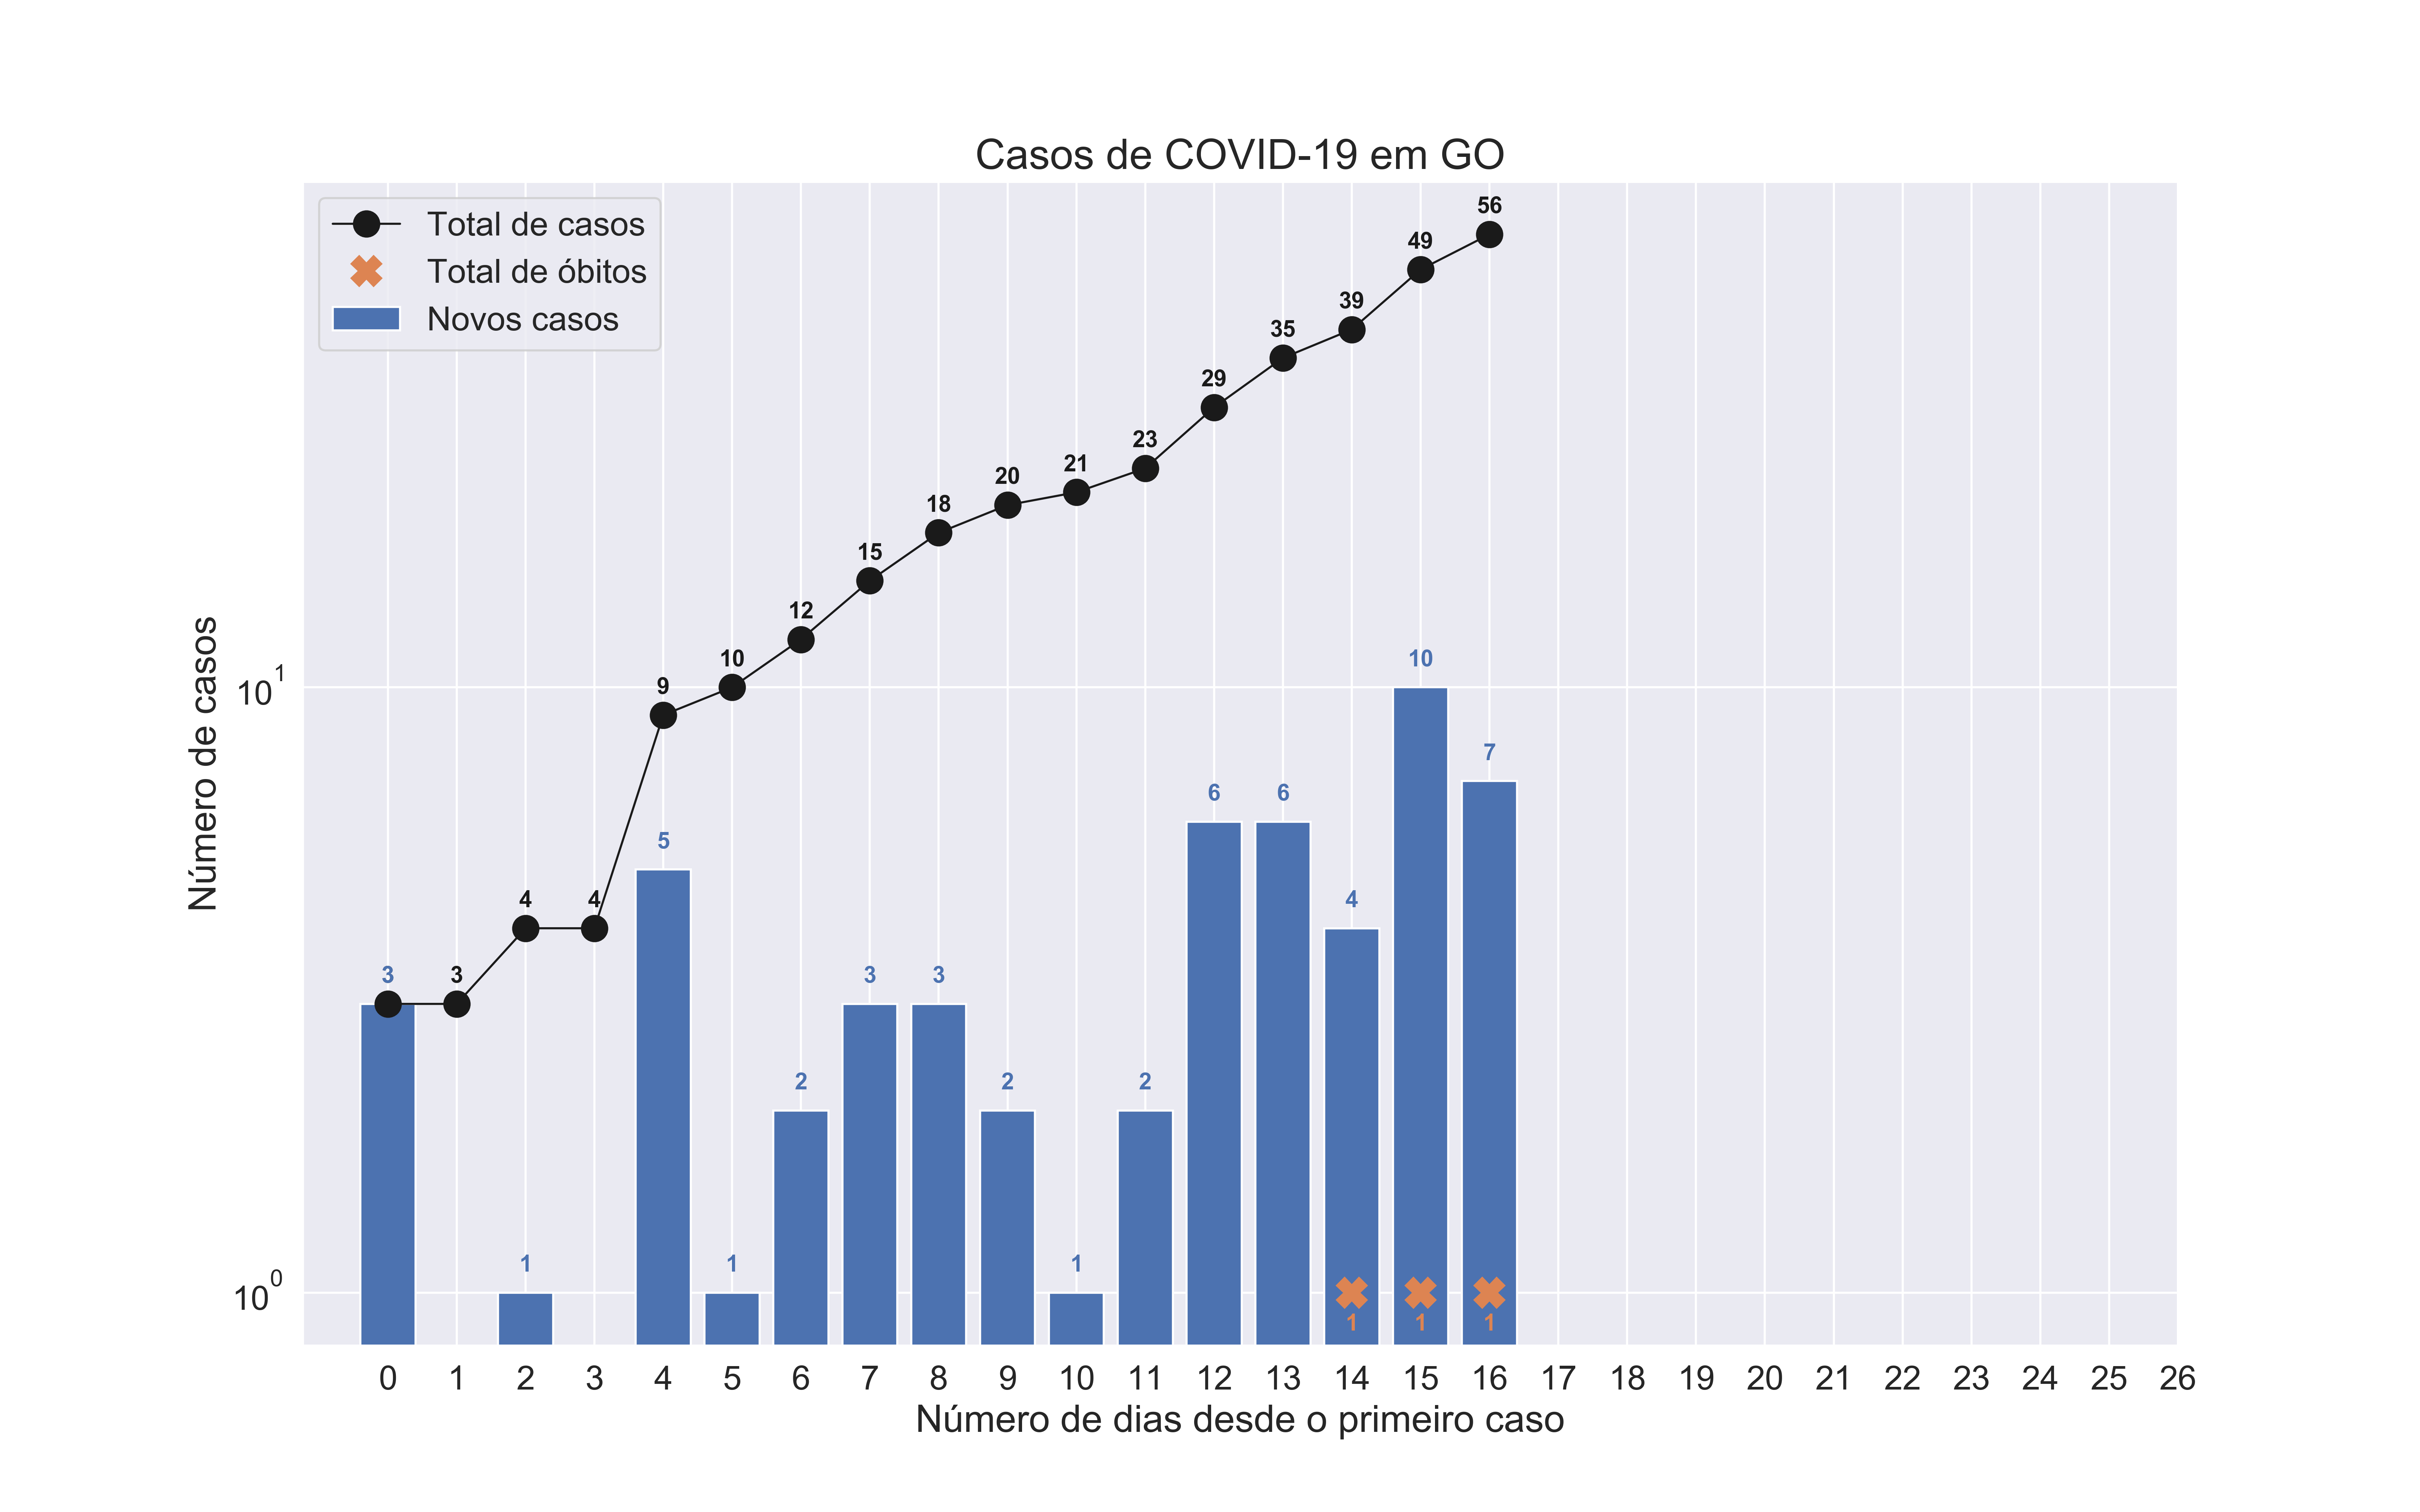 Casos de COVID-19 em GO
Total de casos
Total de óbitos
Novos casos
Número de casos
10^1
10^0
3 3 4 4 9 10 12 15 18 20 21 23 29 35 39 49 56
3 1 5 1 2 3 3 2 1 2 6 6 4 10 7
1 1 1
0 1 2 3 4 5 6 7 8 9 10 11 12 13 14 15 16 17 18 19 20 21 22 23 24 25 26
Número de dias desde o primeiro caso